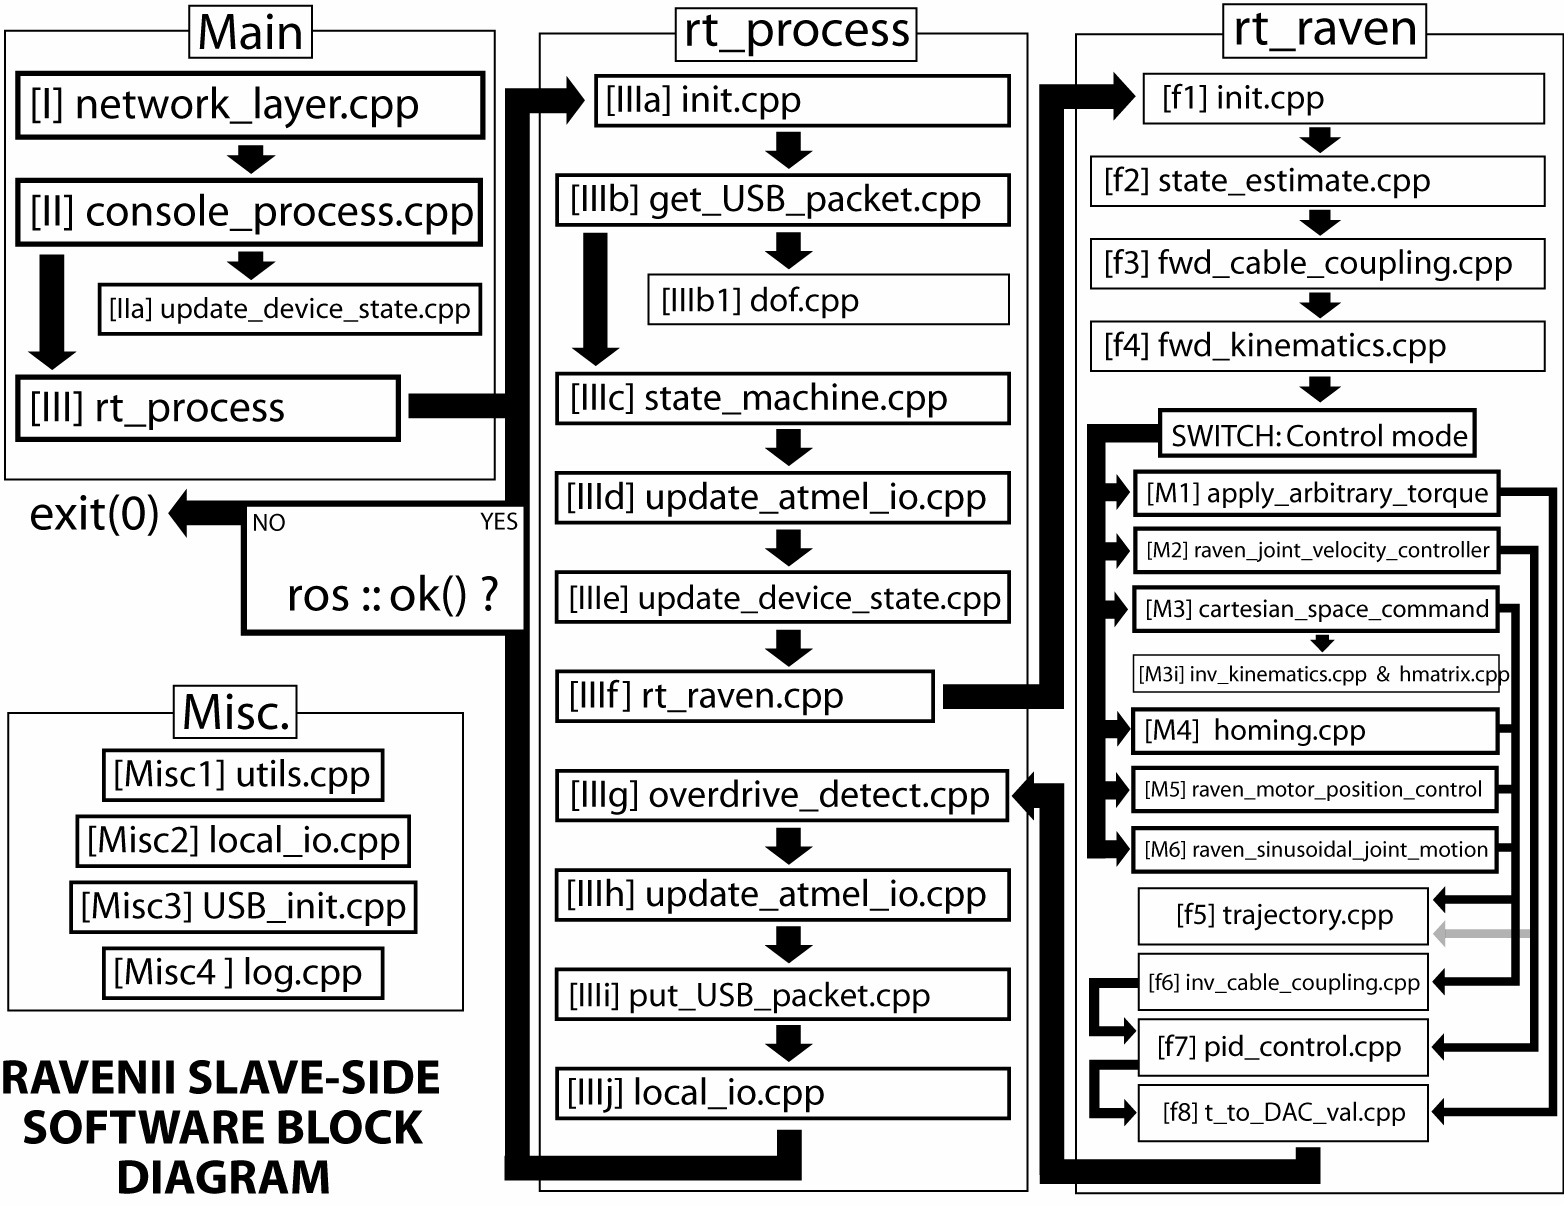 Main
[I] network_layer.cpp
[II] console_process.cpp
[IIa] update_device_state.cpp
[III] rt_process
exit(0)
NO
YES
ros :: ok() ?
Misc.
[Misc1] utils.cpp
[Misc2] local_io.cpp
[Misc3] USB_init.cpp
[Misc4 ] log.cpp
RAVENII SLAVE-SIDE
SOFTWARE BLOCK
DIAGRAM
rt_process
[IIIa] init.cpp
[IIIb] get_USB_packet.cpp
[IIIb1] dof.cpp
[IIIc] state_machine.cpp
[IIId] update_atmel_io.cpp
[IIIe] update_device_state.cpp
[IIIf] rt_raven.cpp
[IIIg] overdrive_detect.cpp
[IIIh] update_atmel_io.cpp
[IIIi] put_USB_packet.cpp
[IIIj] local_io.cpp
rt_raven
[f1] init.cpp
[f2] state_estimate.cpp
[f3] fwd_cable_coupling.cpp
[f4] fwd_kinematics.cpp
SWITCH: Control mode
[M1] apply_arbitrary_torque
[M2] raven_joint_velocity_controller
[M3] cartesian_space_command
[M3i] inv_kinematics.cpp & hmatrix.cpp
[M4] homing.cpp
[M5] raven_motor_position_control
[M6] raven_sinusoidal_joint_motion
[f5] trajectory.cpp
[f6] inv_cable_coupling.cpp
[f7] pid_control.cpp
[f8] t_to_DAC_val.cpp